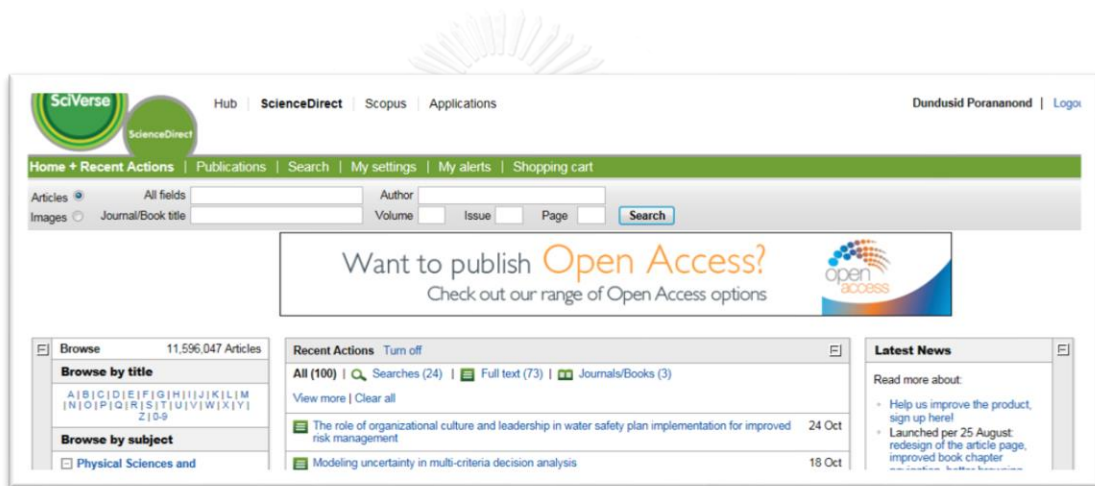 SciVerse
ScienceDirect
Hub ScienceDirect Scopus Applications
Dundusid Porananond | Logou
Home + Recent Actions | Publications | Search | My settings | My alerts | Shopping cart
Articles All fields Author
Images Journal/Book title Volume Issue Page Search
Want to publish Open Access?
Check out our range of Open Access options
open access
Browse 11,596,047 Articles
Browse by title
A|B|C|D|E|F|G|H|I|J|K|L|M
|N|O|P|Q|R|S|T|U|V|W|X|Y|
Z|0-9
Browse by subject
Physical Sciences and
Recent Actions Turn off
All (100) | Searches (24) | Full text (73) | Journals/Books (3)
View more | Clear all
The role of organizational culture and leadership in water safety plan implementation for improved 24 Oct
risk management
Modeling uncertainty in multi-criteria decision analysis 18 Oct
Latest News
Read more about:
Help us improve the product,
sign up here!
Launched per 25 August:
redesign of the article page,
improved book chapter